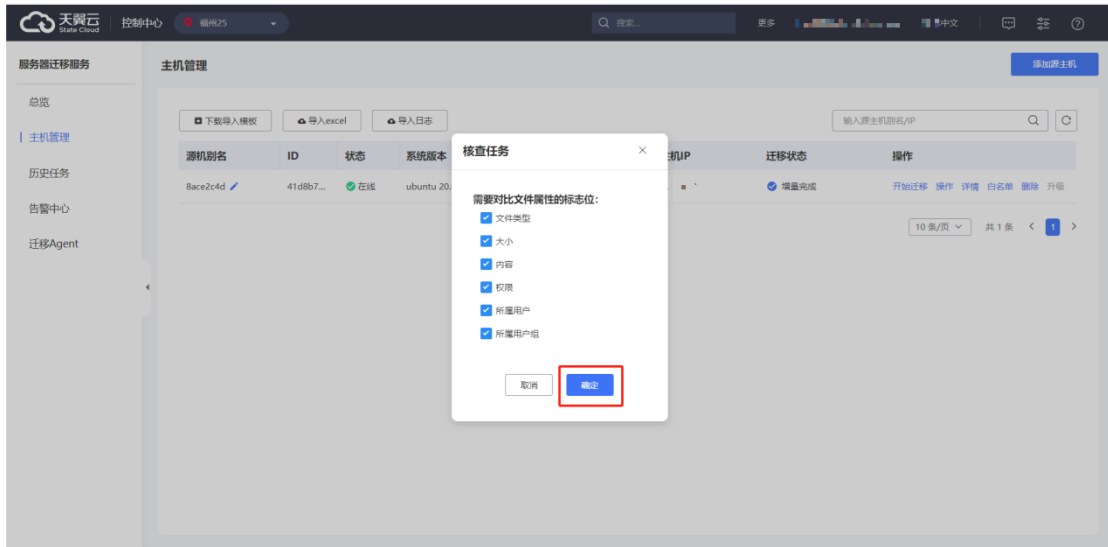 天翼云 State Cloud 控制中心 福州25 搜索... 更多 中文
服务器迁移服务 主机管理 添加源主机
总览
下载导入模板 导入excel 导入日志 输入源主机别名/IP
主机管理
源机别名 ID 状态 系统版本 主机IP 迁移状态 操作
历史任务
8ace2c4d 41d8b7... 在线 ubuntu 20. 增量完成 开始迁移 操作 详情 白名单 删除 升级
告警中心
10 条/页 共 1 条 1
迁移Agent
核查任务
需要对比文件属性的标志位:
文件类型
大小
内容
权限
所属用户
所属用户组
取消 确定